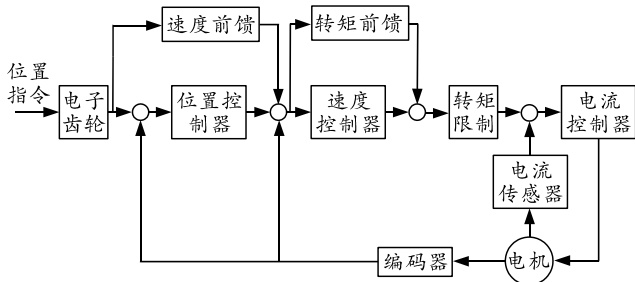 速度前馈
转矩前馈
位置
指令
电子
齿轮
位置控
制器
速度
控制器
转矩
限制
电流
控制器
电流
传感器
编码器
电机